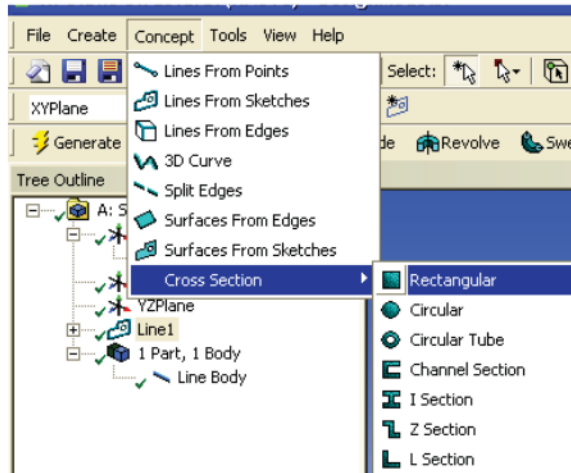 File Create Concept Tools View Help
Lines From Points
Select:
Lines From Sketches
XYPlane
Lines From Edges
Generate
Revolve
3D Curve
Tree Outline
Split Edges
Surfaces From Edges
Surfaces From Sketches
Cross Section
Rectangular
YZPlane
Circular
Line1
Circular Tube
1 Part, 1 Body
Channel Section
Line Body
I Section
Z Section
L Section